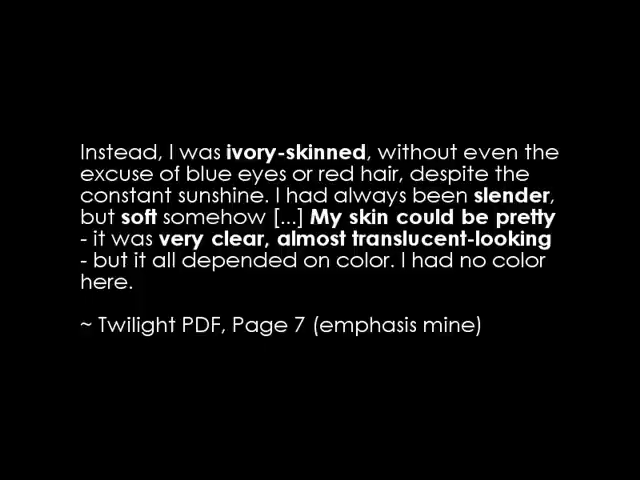 Instead, I was ivory-skinned, without even the
excuse of blue eyes or red hair, despite the
constant sunshine. I had always been slender,
but soft somehow [...] My skin could be pretty
- it was very clear, almost translucent-looking
- but it all depended on color. I had no color
here.
~ Twilight PDF, Page 7 (emphasis mine)